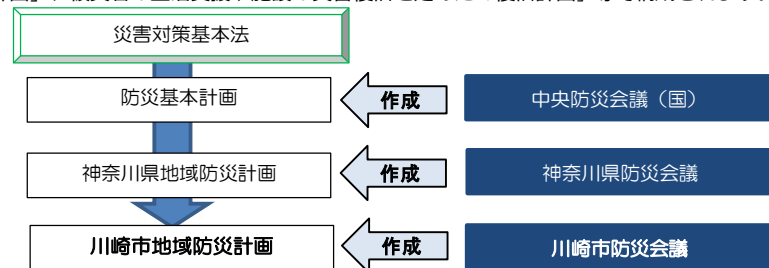 災害対策基本法
防災基本計画
作成
中央防災会議（国）
神奈川県地域防災計画
作成
神奈川県防災会議
川崎市地域防災計画
作成
川崎市防災会議